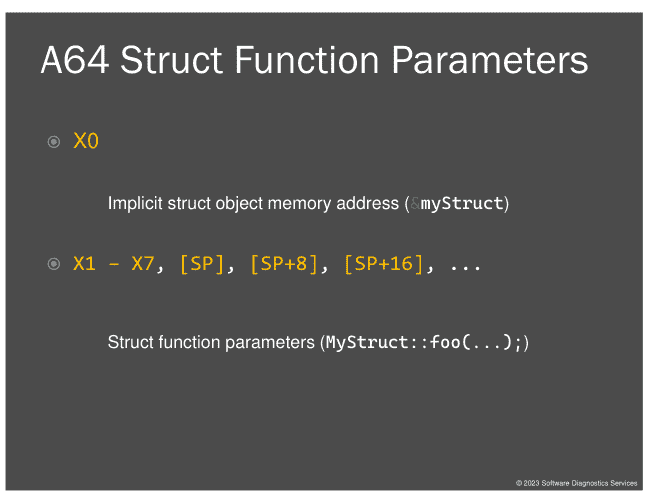 A64 Struct Function Parameters
X0
Implicit struct object memory address (&myStruct)
X1 – X7, [SP], [SP+8], [SP+16], ...
Struct function parameters (MyStruct::foo(...);)
© 2023 Software Diagnostics Services